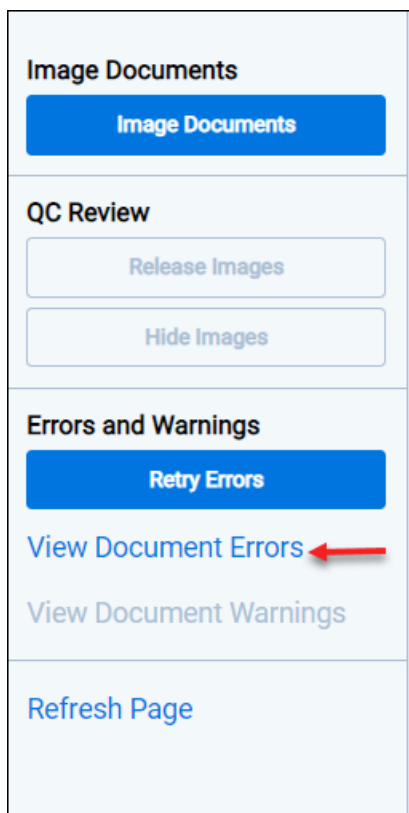 Image Documents
Image Documents
QC Review
Release Images
Hide Images
Errors and Warnings
Retry Errors
View Document Errors
View Document Warnings
Refresh Page